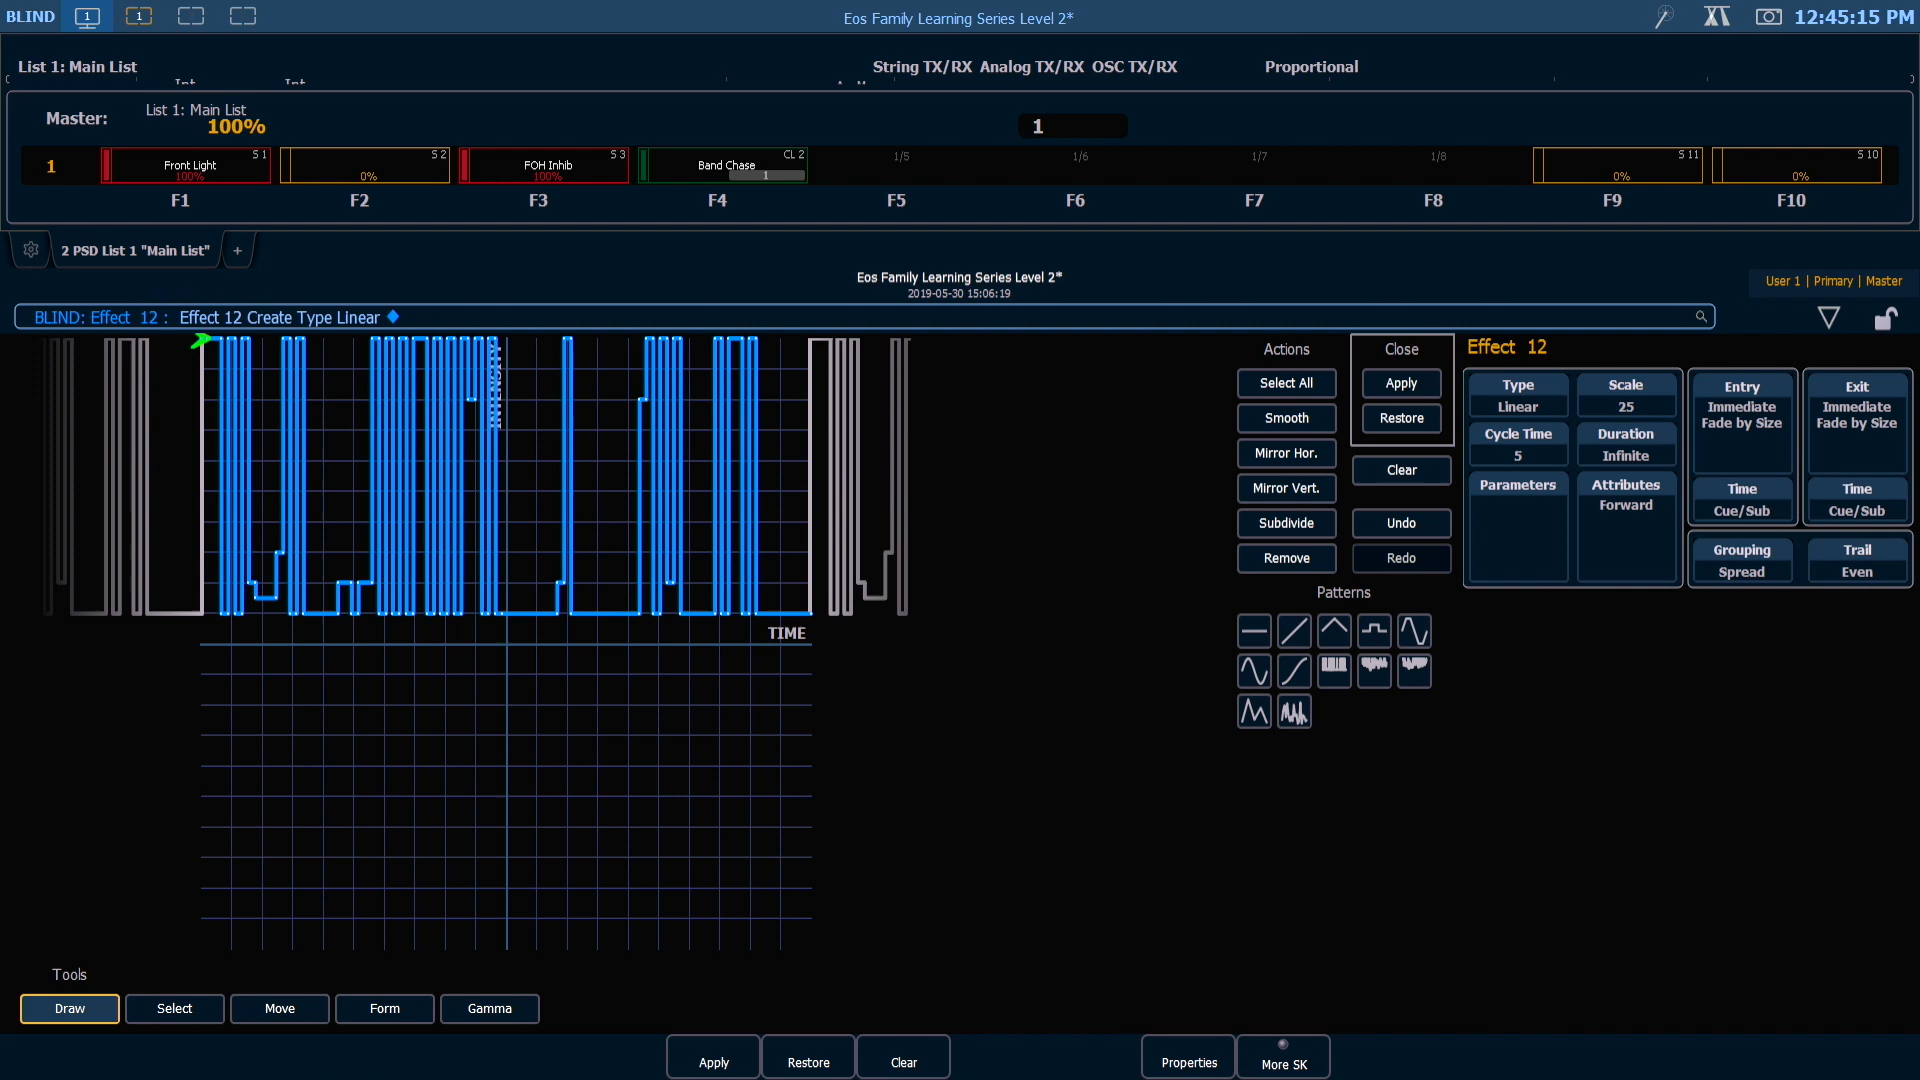 BLIND 1 1 Eos Family Learning Series Level 2* 12:45:15 PM
List 1: Main List String TX/RX Analog TX/RX OSC TX/RX Proportional
Master: List 1: Main List
100% 1
1 Front Light S 1 100% S 2 0% FOH Inhib S 3 100% Band Chase CL 2 1 1/5 1/6 1/7 1/8 S 11 0% S 10 0%
F1 F2 F3 F4 F5 F6 F7 F8 F9 F10
2 PSD List 1 "Main List" +
Eos Family Learning Series Level 2*
2019-05-30 15:06:19
User 1 | Primary | Master
BLIND: Effect 12 : Effect 12 Create Type Linear
Actions
Select All
Smooth
Mirror Hor.
Mirror Vert.
Subdivide
Remove
Close
Apply
Restore
Clear
Undo
Redo
Patterns
Effect 12
Type
Linear
Scale
25
Cycle Time
5
Duration
Infinite
Parameters
Attributes
Forward
Entry
Immediate
Fade by Size
Time
Cue/Sub
Exit
Immediate
Fade by Size
Time
Cue/Sub
Grouping
Spread
Trail
Even
TIME
Tools
Draw Select Move Form Gamma
Apply Restore Clear Properties More SK